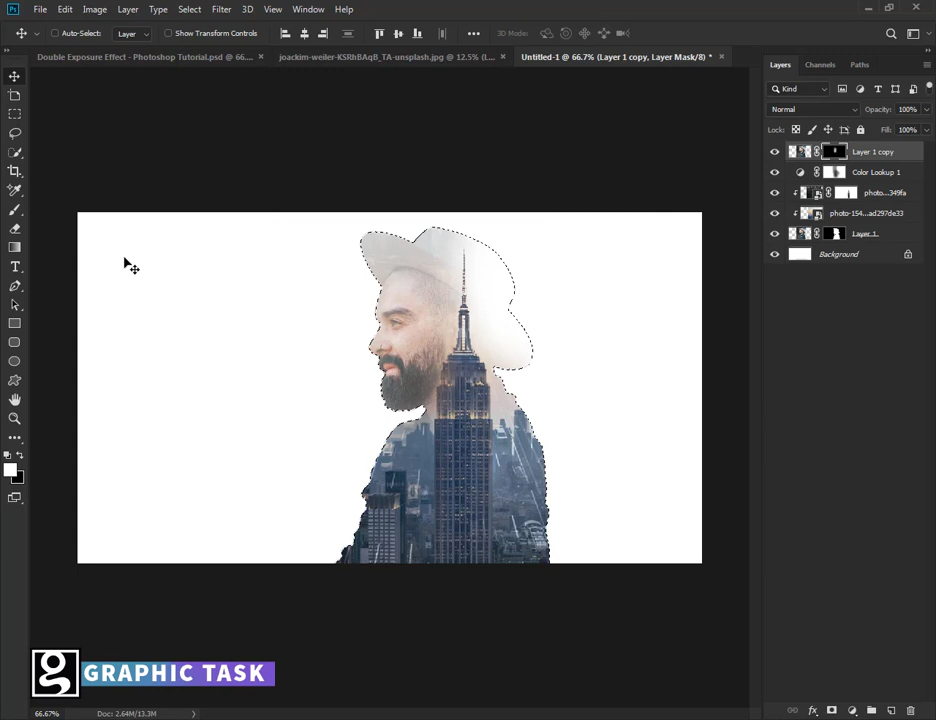 Ps File Edit Image Layer Type Select Filter 3D View Window Help
Auto-Select: Layer Show Transform Controls 3D Mode:
Double Exposure Effect - Photoshop Tutorial.psd @ 66.... × joachim-weiler-KSRhBAqB_TA-unsplash.jpg @ 12.5% (L... × Untitled-1 @ 66.7% (Layer 1 copy, Layer Mask/8) * ×
Layers Channels Paths
Kind
Normal Opacity: 100%
Lock: Fill: 100%
Layer 1 copy
Color Lookup 1
photo...349fa
photo-154...ad297de33
Layer 1
Background
g GRAPHIC TASK
66.67% Doc: 2.64M/13.3M